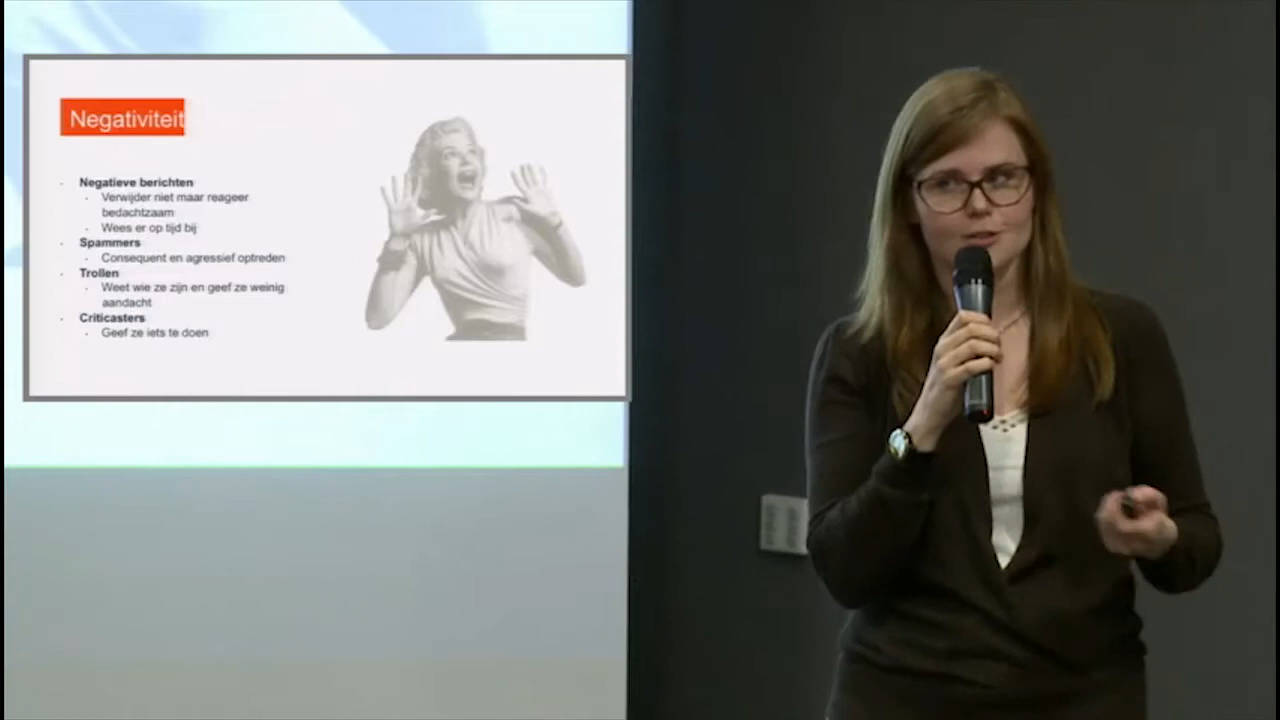 Negativiteit
Negatieve berichten
Verwijder niet maar reageer
bedachtzaam
Wees er op tijd bij
Spammers
Consequent en agressief optreden
Trollen
Weet wie ze zijn en geef ze weinig
aandacht
Criticasters
Geef ze iets te doen